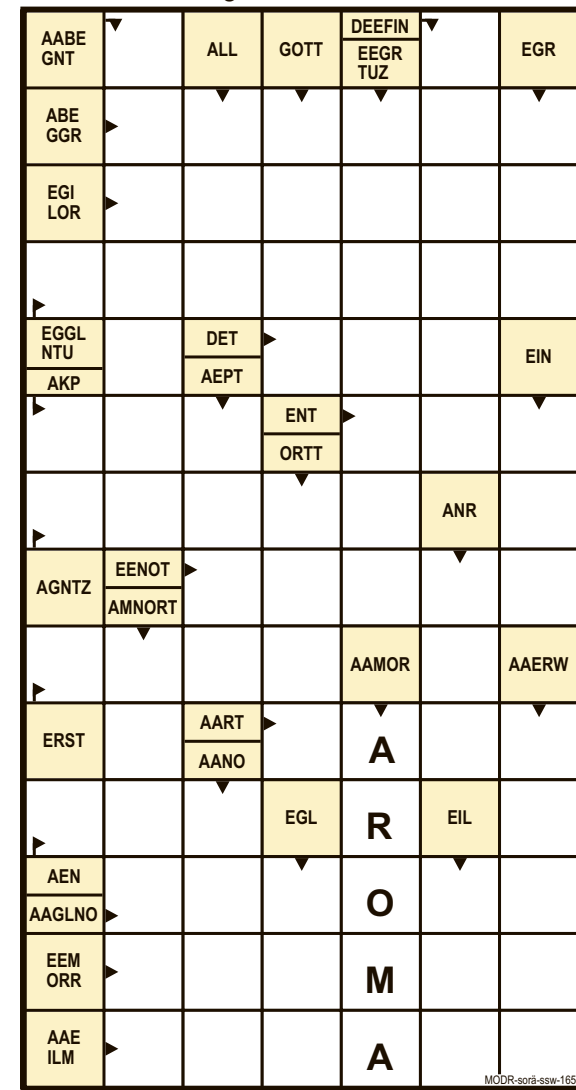 AABE
GNT
ALL
GOTT
DEEFIN
EEGR
TUZ
EGR
ABE
GGR
EGI
LOR
EGGL
NTU
AKP
DET
AEPT
EIN
ENT
ORTT
ANR
AGNTZ
EENOT
AMNORT
AAMOR
AAERW
ERST
AART
AANO
A
EGL
R
EIL
AEN
AAGLNO
O
EEM
ORR
M
AAE
ILM
A
MODR-sorä-ssw-165